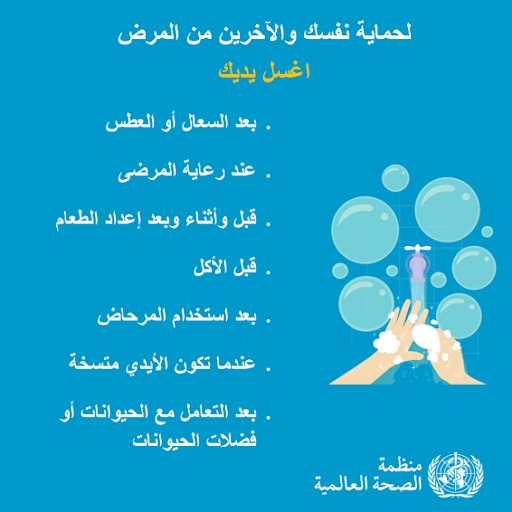 لحماية نفسك والآخرين من المرض
اغسل يديك
. بعد السعال أو العطس
. عند رعاية المرضى
. قبل وأثناء وبعد إعداد الطعام
. قبل الأكل
. بعد استخدام المرحاض
. عندما تكون الأيدي متسخة
. بعد التعامل مع الحيوانات أو
فضلات الحيوانات
منظمة
الصحة العالمية